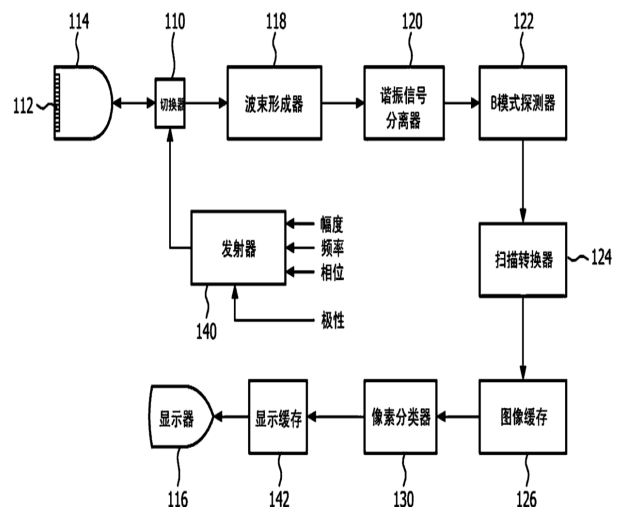 114
110
118
120
122
112
切换器
波束形成器
谐振信号
分离器
B模式探测器
发射器
幅度
频率
相位
极性
140
扫描转换器
124
显示器
显示缓存
像素分类器
图像缓存
116
142
130
126